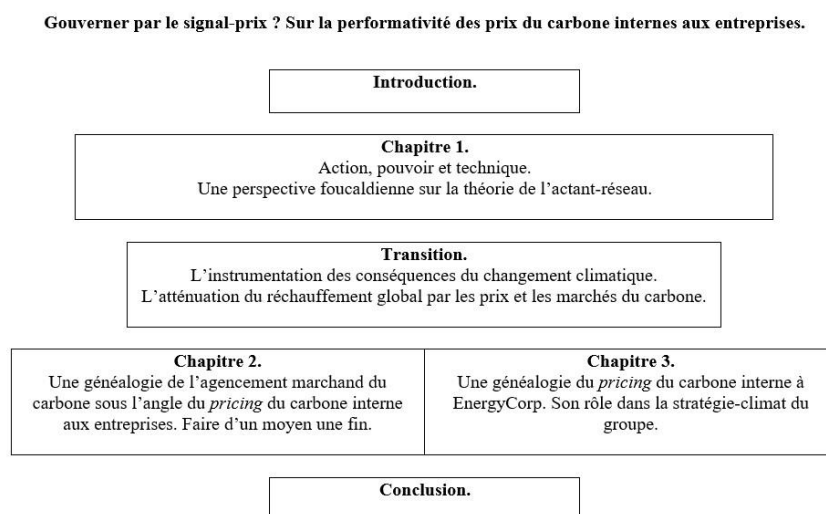 Gouverner par le signal-prix ? Sur la performativité des prix du carbone internes aux entreprises.
Introduction.
Chapitre 1.
Action, pouvoir et technique.
Une perspective foucaldienne sur la théorie de l'actant-réseau.
Transition.
L'instrumentation des conséquences du changement climatique.
L'atténuation du réchauffement global par les prix et les marchés du carbone.
Chapitre 2.
Une généalogie de l'agencement marchand du
carbone sous l'angle du pricing du carbone interne
aux entreprises. Faire d'un moyen une fin.
Chapitre 3.
Une généalogie du pricing du carbone interne à
EnergyCorp. Son rôle dans la stratégie-climat du
groupe.
Conclusion.